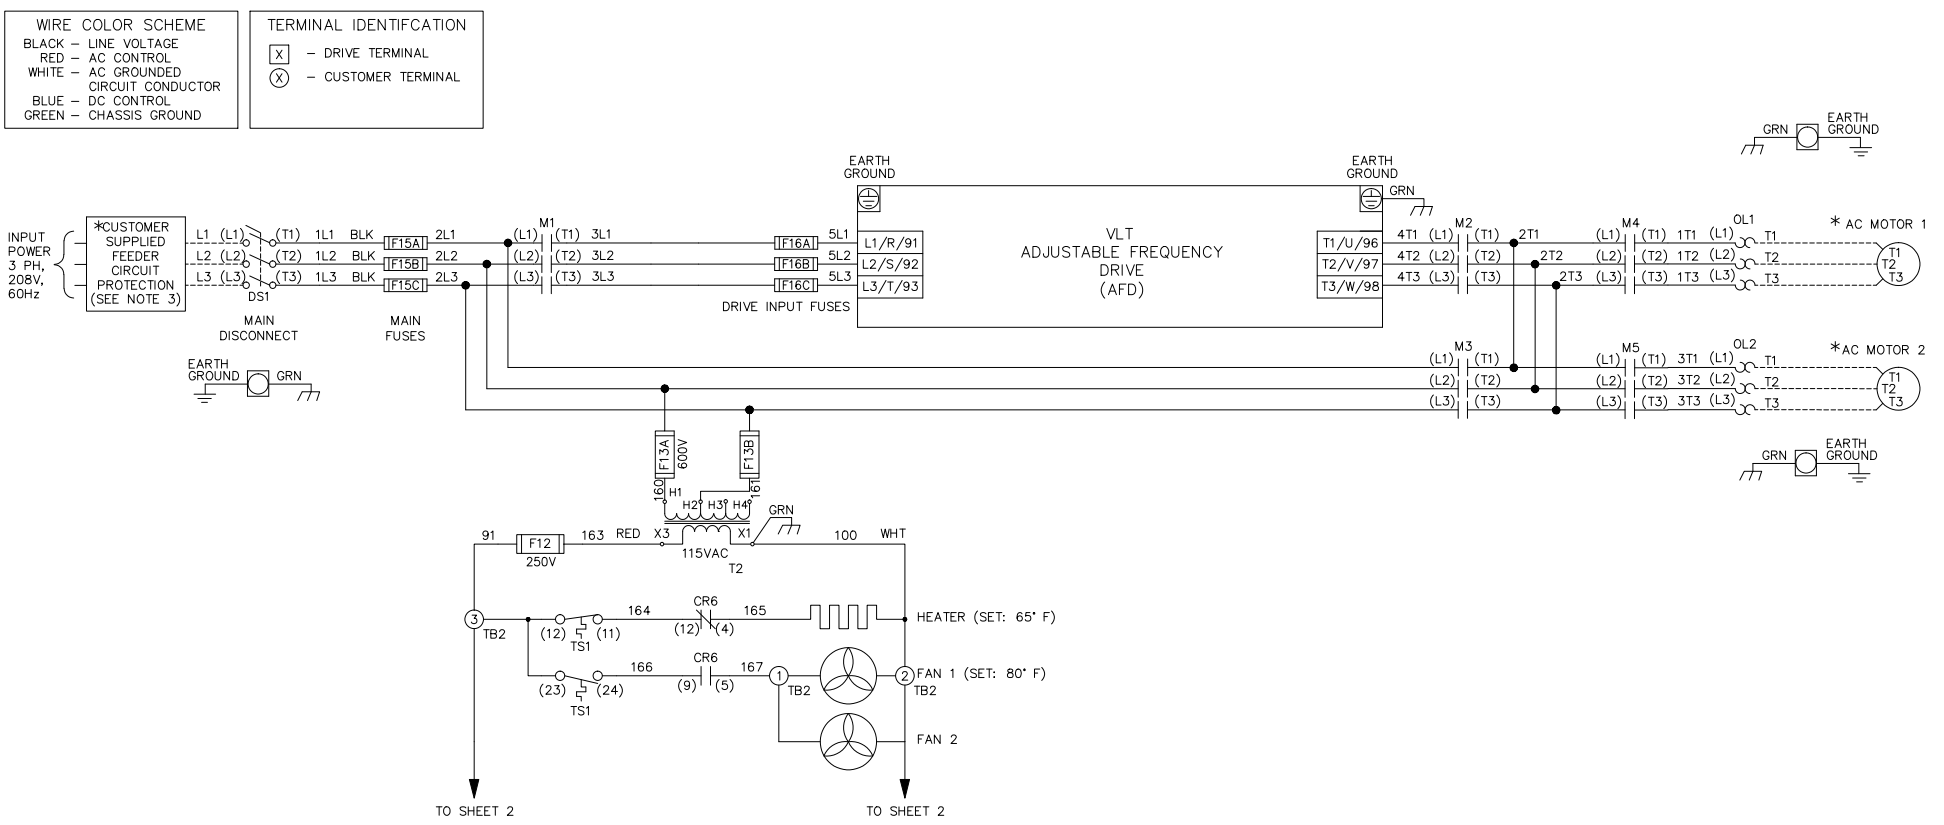 WIRE COLOR SCHEME
BLACK – LINE VOLTAGE
RED – AC CONTROL
WHITE – AC GROUNDED
CIRCUIT CONDUCTOR
BLUE – DC CONTROL
GREEN – CHASSIS GROUND
TERMINAL IDENTIFCATION
X – DRIVE TERMINAL
X – CUSTOMER TERMINAL
GRN
EARTH
GROUND
EARTH
GROUND
EARTH
GROUND
GRN
INPUT
POWER
3 PH,
208V,
60Hz
*CUSTOMER
SUPPLIED
FEEDER
CIRCUIT
PROTECTION
(SEE NOTE 3)
L1 (L1) (T1) 1L1 BLK F15A 2L1 (L1) M1 (T1) 3L1 F16A 5L1 L1/R/91
L2 (L2) (T2) 1L2 BLK F15B 2L2 (L2) (T2) 3L2 F16B 5L2 L2/S/92
L3 (L3) (T3) 1L3 BLK F15C 2L3 (L3) (T3) 3L3 F16C 5L3 L3/T/93
DS1
MAIN
DISCONNECT
MAIN
FUSES
DRIVE INPUT FUSES
VLT
ADJUSTABLE FREQUENCY
DRIVE
(AFD)
T1/U/96 4T1 (L1) M2 (T1) 2T1 (L1) M4 (T1) 1T1 (L1) OL1 T1
T2/V/97 4T2 (L2) (T2) 2T2 (L2) (T2) 1T2 (L2) T2
T3/W/98 4T3 (L3) (T3) 2T3 (L3) (T3) 1T3 (L3) T3
* AC MOTOR 1
T1
T2
T3
EARTH
GROUND
GRN
M3 M5 OL2
(L1) (T1) (L1) (T1) 3T1 (L1) T1
(L2) (T2) (L2) (T2) 3T2 (L2) T2
(L3) (T3) (L3) (T3) 3T3 (L3) T3
*AC MOTOR 2
T1
T2
T3
GRN
EARTH
GROUND
F13A
600V
F13B
160
161
H1
H2
H3
H4
GRN
91 F12 163 RED X3 X1 100 WHT
250V
115VAC
T2
3
TB2
(12) (11) 164 CR6 165 HEATER (SET: 65° F)
TS1
(12) (4)
(23) (24) 166 CR6 167 1 2 FAN 1 (SET: 80° F)
TS1
(9) (5)
TB2
TB2
FAN 2
TO SHEET 2
TO SHEET 2